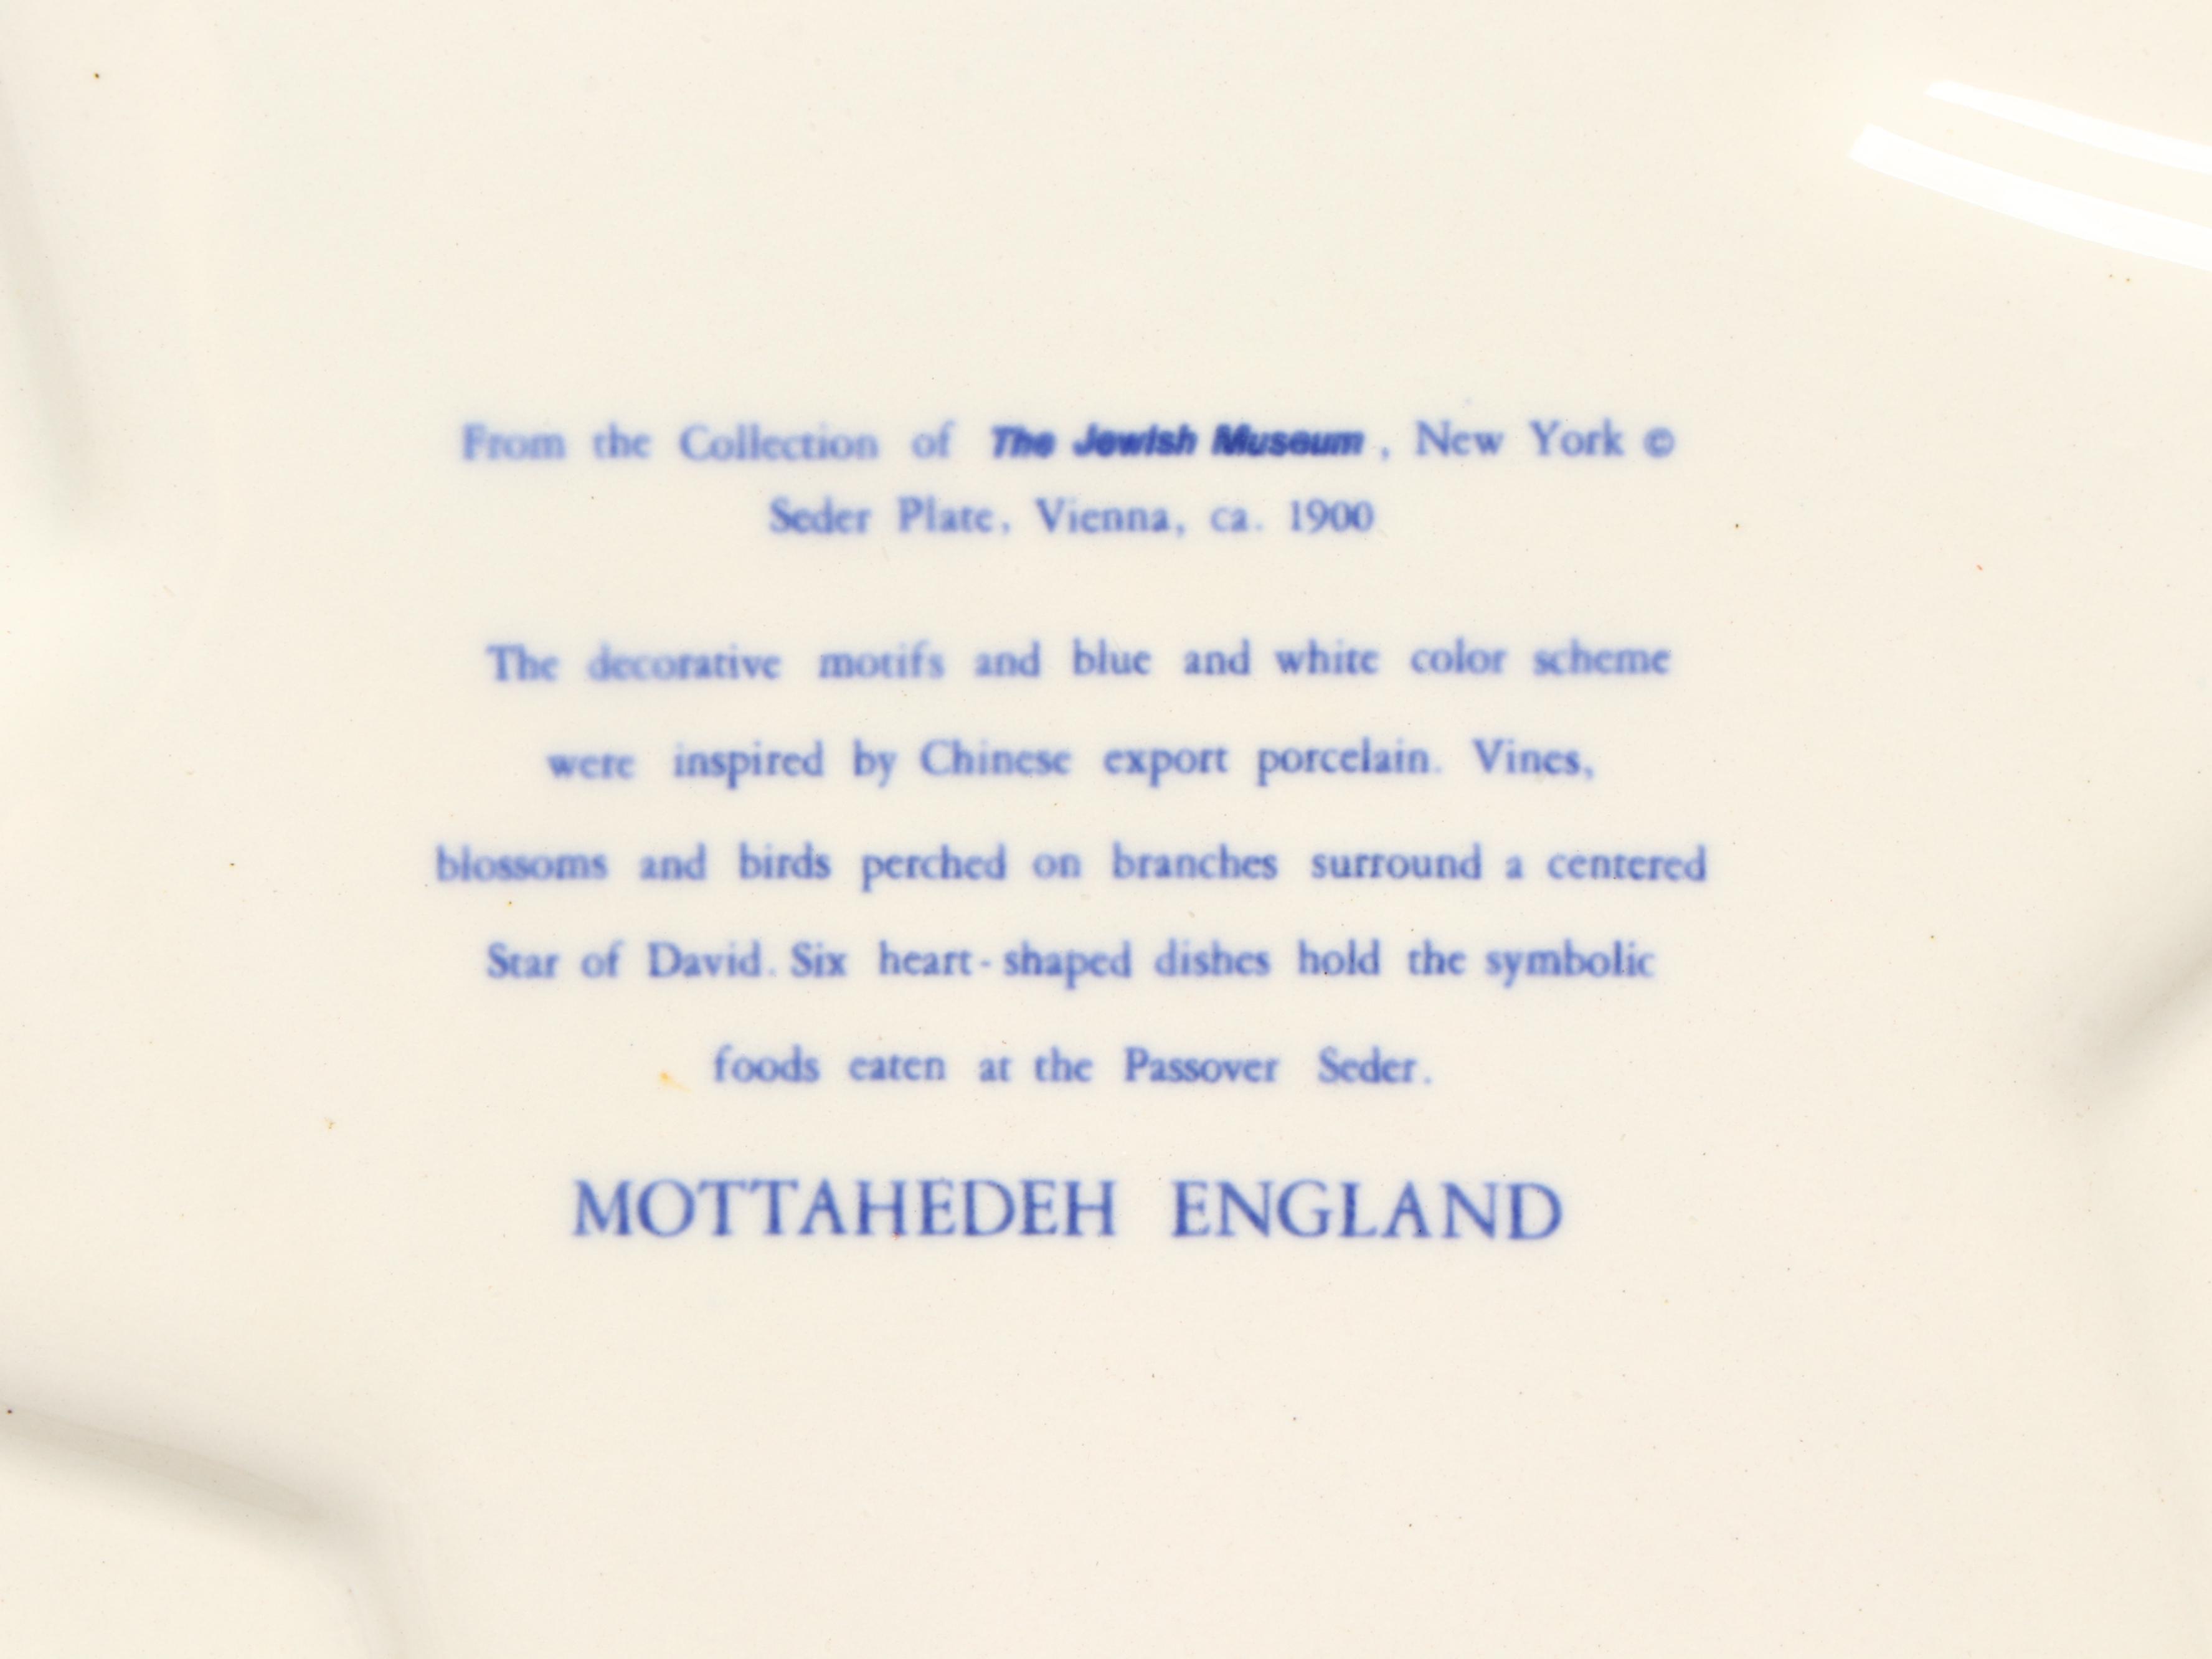 From the Collection of The Jewish Museum, New York ©
Seder Plate, Vienna, ca. 1900
The decorative motifs and blue and white color scheme
were inspired by Chinese export porcelain. Vines,
blossoms and birds perched on branches surround a centered
Star of David. Six heart-shaped dishes hold the symbolic
foods eaten at the Passover Seder.
MOTTAHEDEH ENGLAND